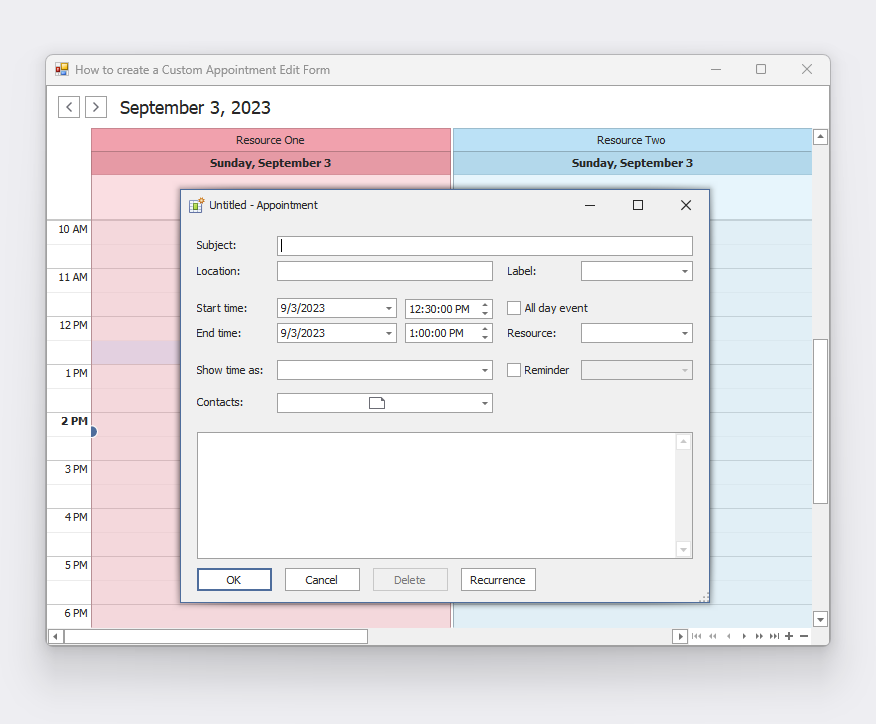 How to create a Custom Appointment Edit Form
September 3, 2023
Resource One Resource Two
Sunday, September 3 Sunday, September 3
Untitled - Appointment
Subject:
Location: Label:
Start time: 9/3/2023 12:30:00 PM All day event
End time: 9/3/2023 1:00:00 PM Resource:
Show time as: Reminder
Contacts:
OK Cancel Delete Recurrence
10 AM
11 AM
12 PM
1 PM
2 PM
3 PM
4 PM
5 PM
6 PM